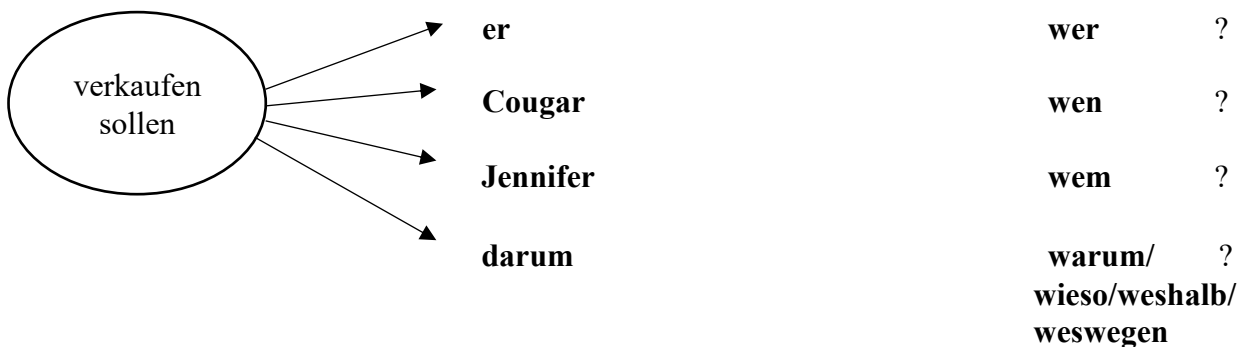 er wer ?
verkaufen
sollen
Cougar wen ?
Jennifer wem ?
darum warum/ ?
wieso/weshalb/
weswegen